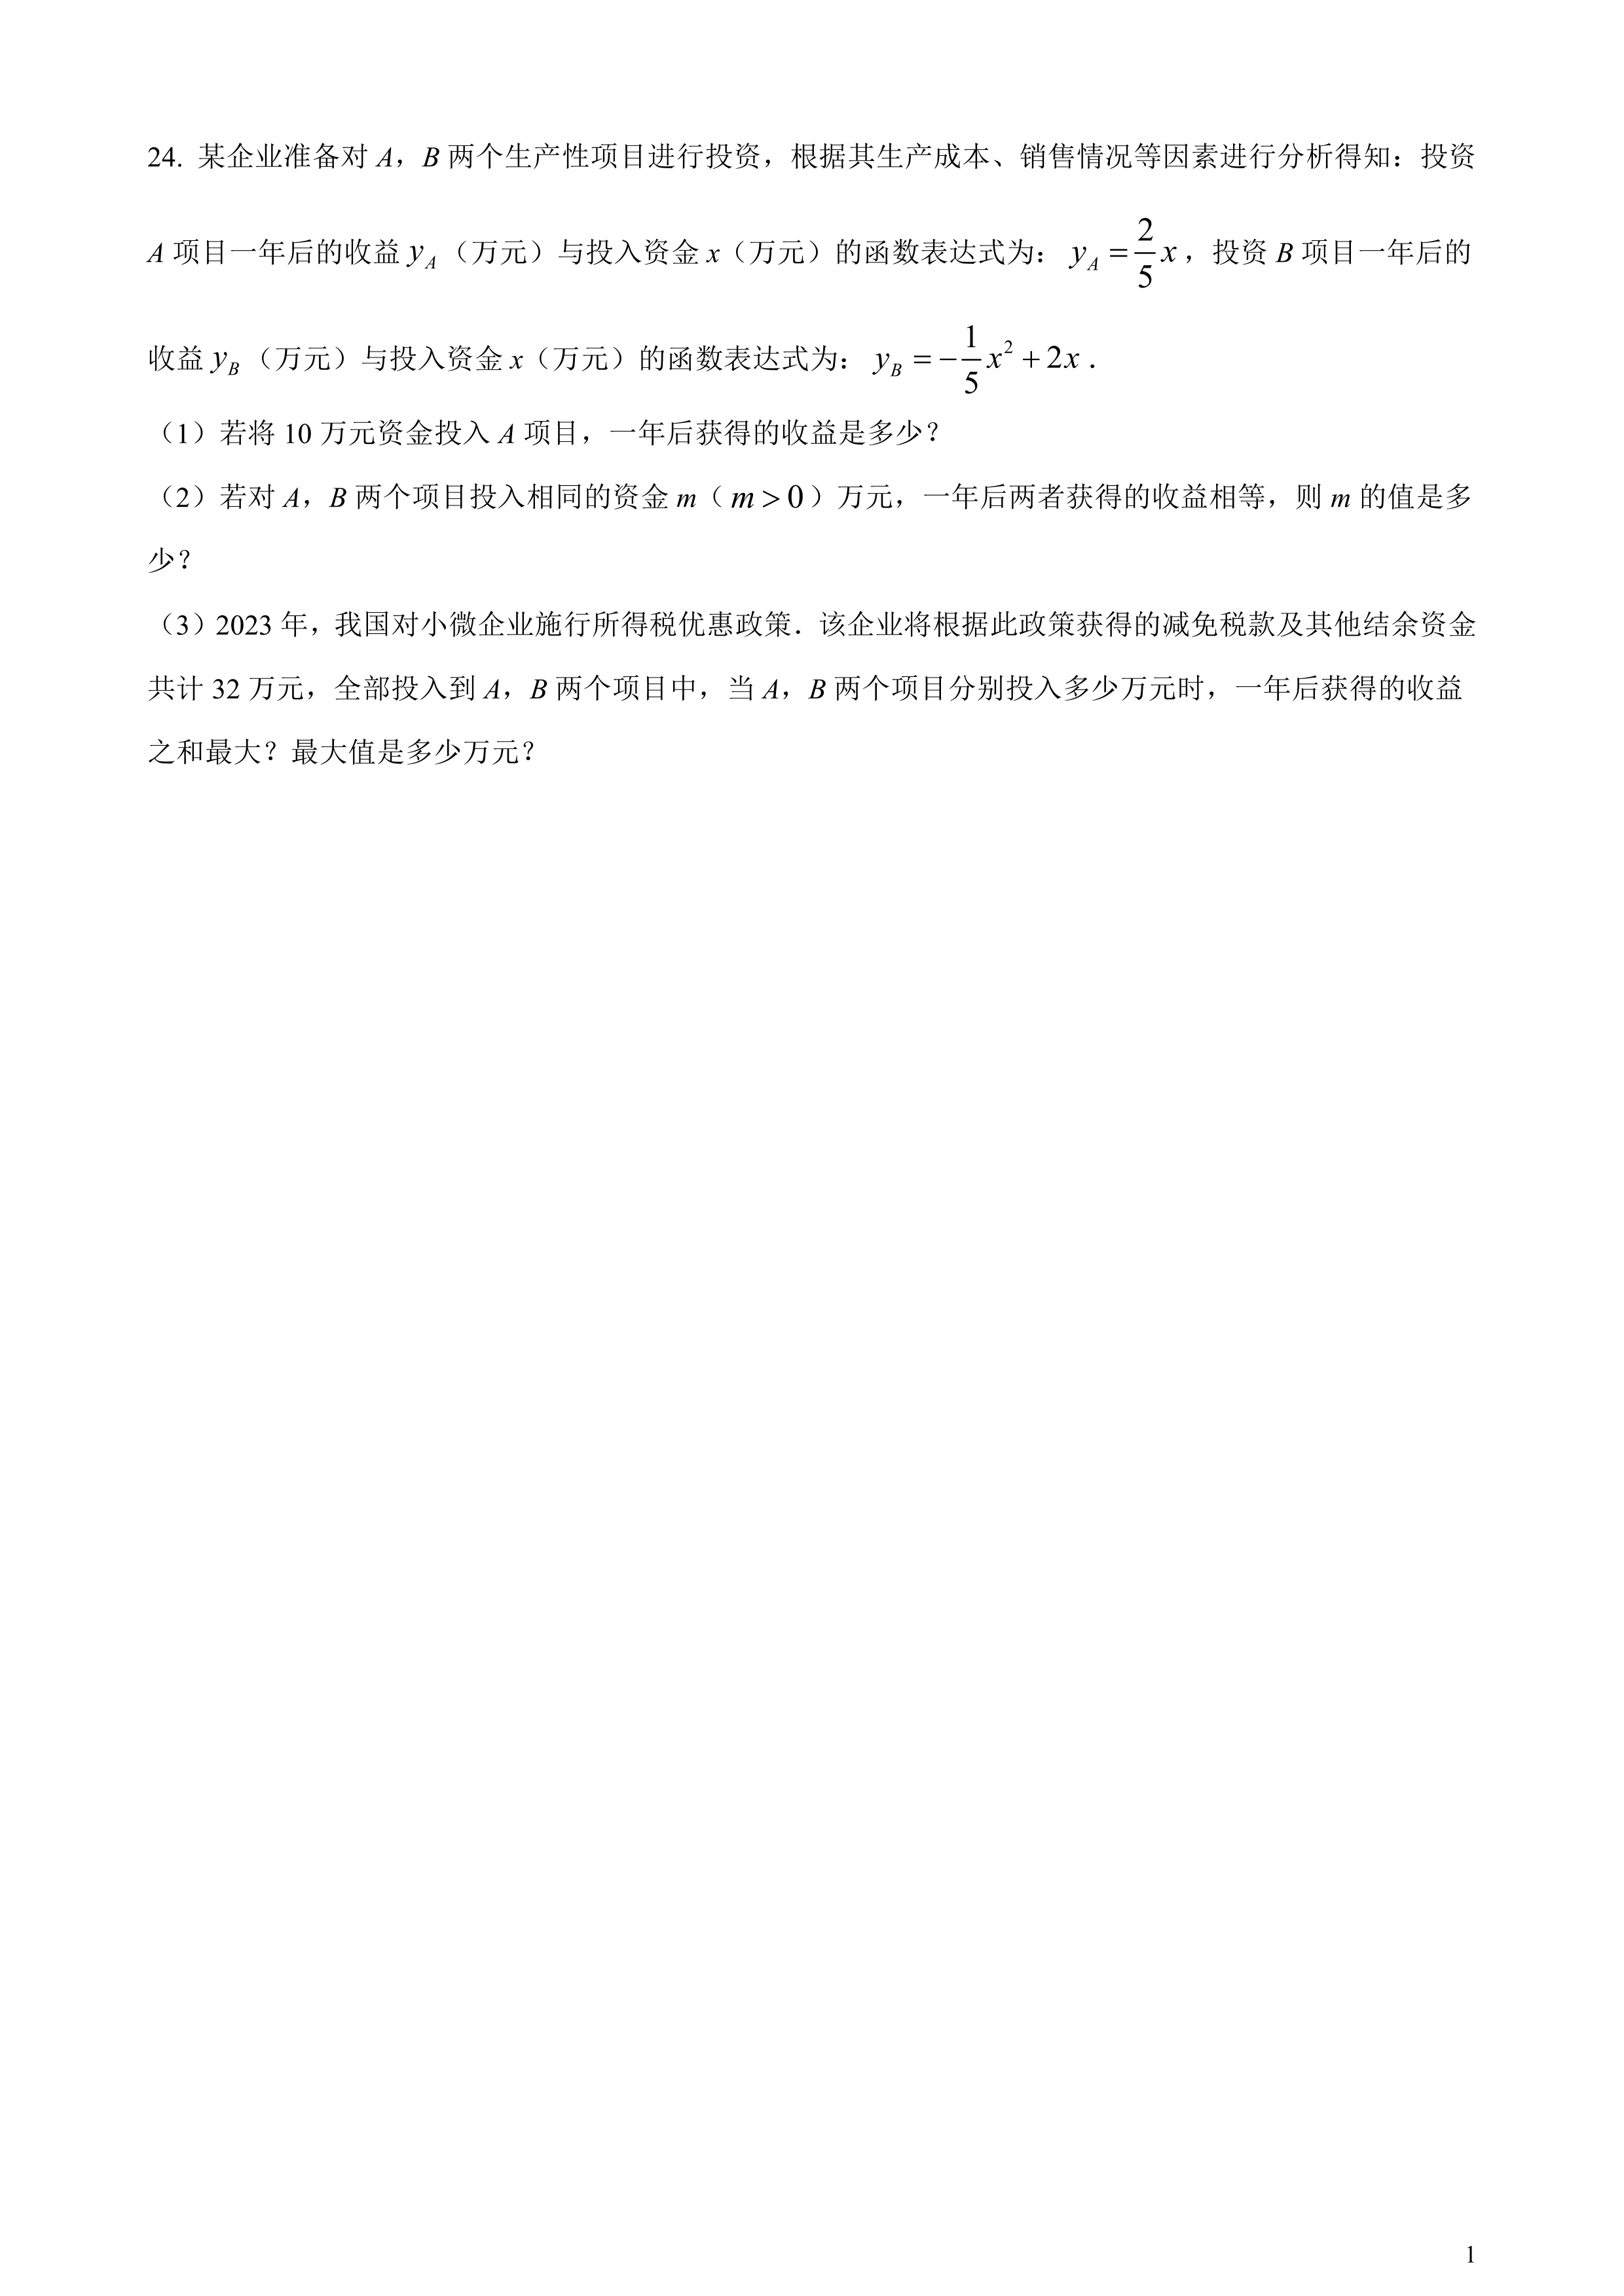 24. 某企业准备对 A，B 两个生产性项目进行投资，根据其生产成本、销售情况等因素进行分析得知：投资
A 项目一年后的收益 y_A（万元）与投入资金 x（万元）的函数表达式为：y_A = 2/5 x，投资 B 项目一年后的
收益 y_B（万元）与投入资金 x（万元）的函数表达式为：y_B = −1/5 x² + 2x．
（1）若将 10 万元资金投入 A 项目，一年后获得的收益是多少？
（2）若对 A，B 两个项目投入相同的资金 m（m > 0）万元，一年后两者获得的收益相等，则 m 的值是多
少？
（3）2023 年，我国对小微企业施行所得税优惠政策．该企业将根据此政策获得的减免税款及其他结余资金
共计 32 万元，全部投入到 A，B 两个项目中，当 A，B 两个项目分别投入多少万元时，一年后获得的收益
之和最大？最大值是多少万元？
1